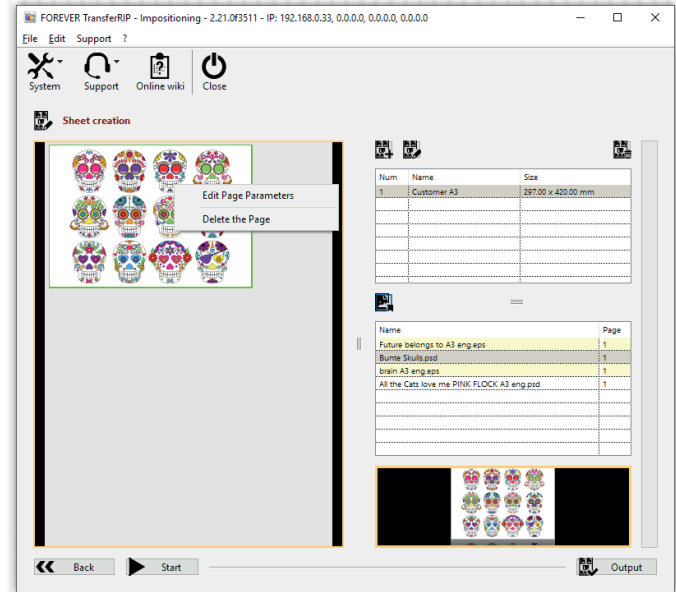 FOREVER TransferRIP - Impositioning - 2.21.0f3511 - IP: 192.168.0.33, 0.0.0.0, 0.0.0.0, 0.0.0.0
File Edit Support ?
System Support Online wiki Close
Sheet creation
Edit Page Parameters
Delete the Page
Num Name Size
1 Customer A3 297.00 x 420.00 mm
Name Page
Future belongs to A3 eng.eps 1
Bunte Skulls.psd 1
brain A3 eng.eps 1
All the Cats love me PINK FLOCK A3 eng.psd 1
Back Start Output